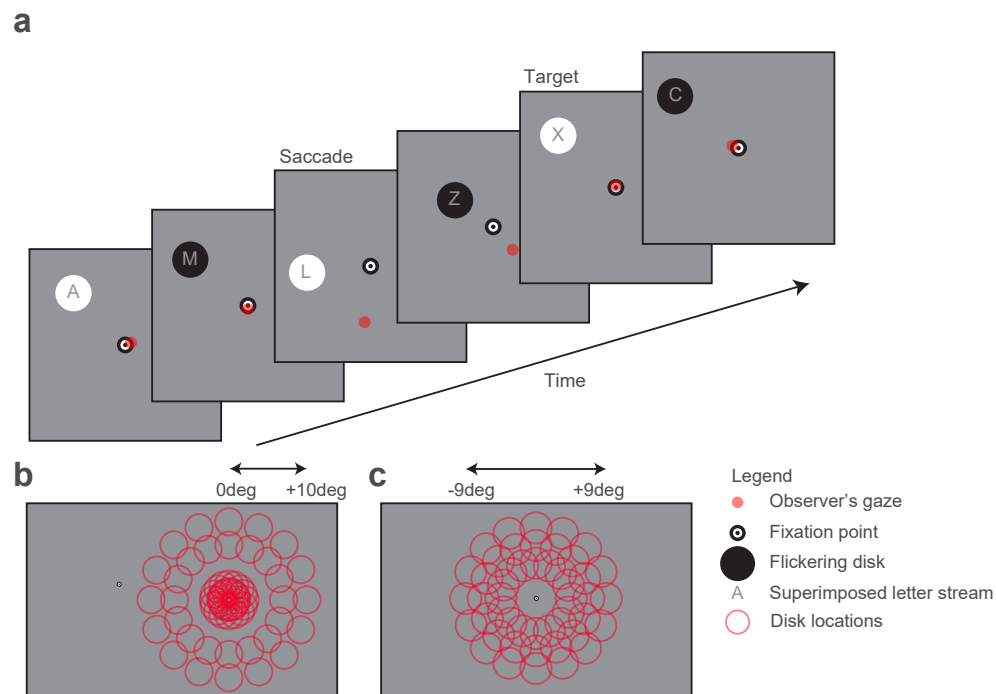 a
Target
C
X
Saccade
Z
M
L
A
Time
b
0deg
+10deg
c
-9deg
+9deg
Legend
Observer's gaze
Fixation point
Flickering disk
A
Superimposed letter stream
Disk locations